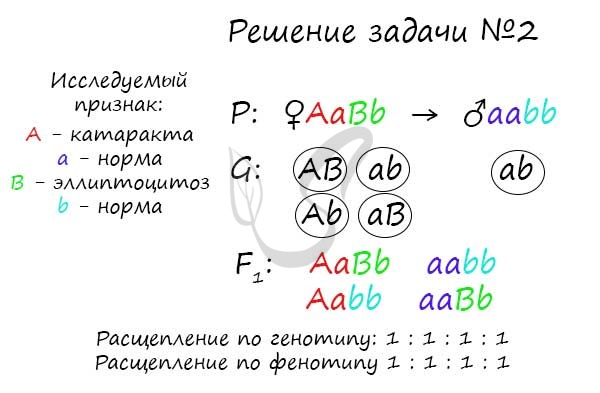 Решение задачи №2
Исследуемый
признак:
A - катаракта
a - норма
B - эллиптоцитоз
b - норма
P: ♀AaBb → ♂aabb
G: AB ab ab
Ab aB
F1: AaBb aabb
Aabb aaBb
Расщепление по генотипу: 1 : 1 : 1 : 1
Расщепление по фенотипу 1 : 1 : 1 : 1